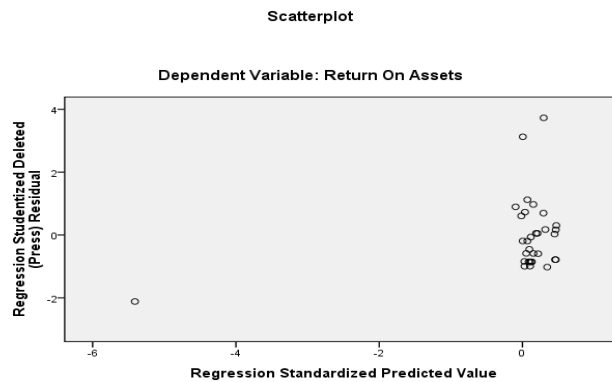 Scatterplot
Dependent Variable: Return On Assets
Regression Studentized Deleted
(Press) Residual
4
2
0
-2
-6
-4
-2
0
Regression Standardized Predicted Value